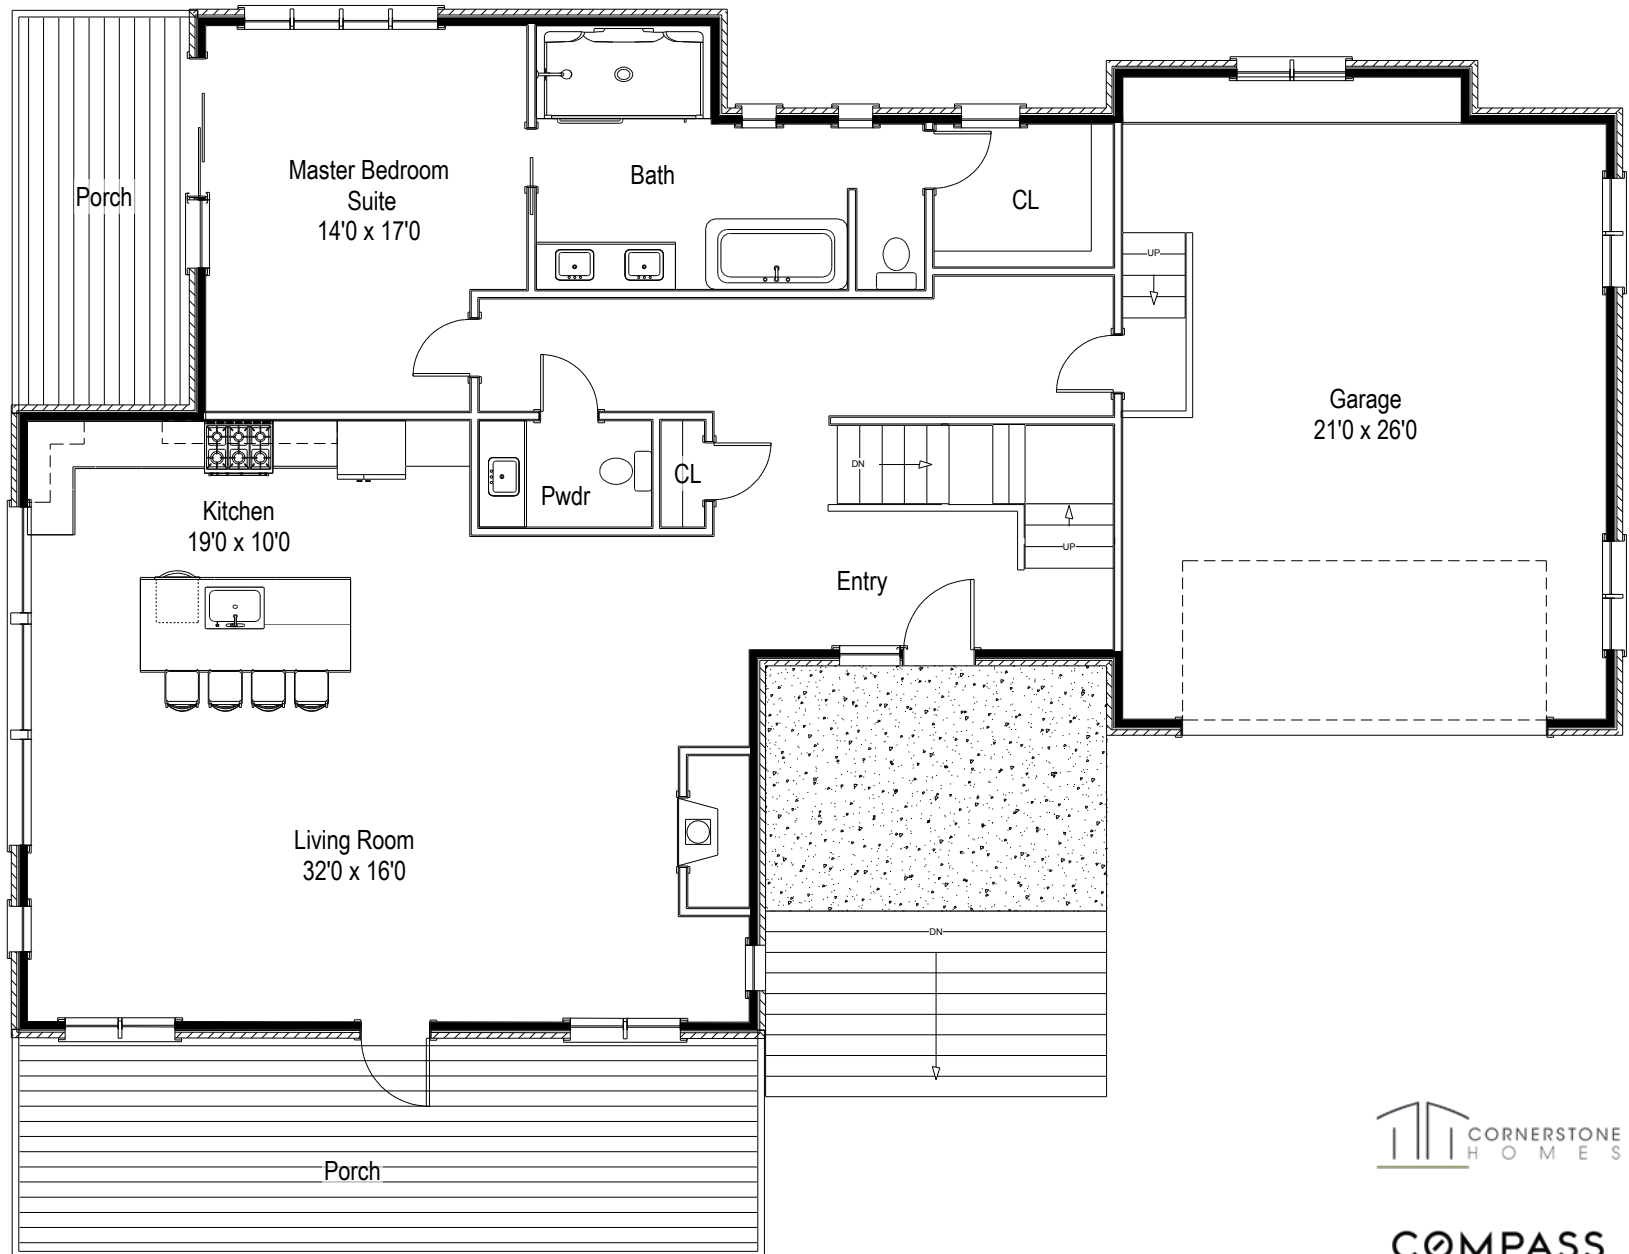 Porch
Master Bedroom
Suite
14'0 x 17'0
Bath
CL
UP
Garage
21'0 x 26'0
Kitchen
19'0 x 10'0
Pwdr
CL
DN
UP
Entry
Living Room
32'0 x 16'0
DN
Porch
CORNERSTONE
HOMES
COMPASS